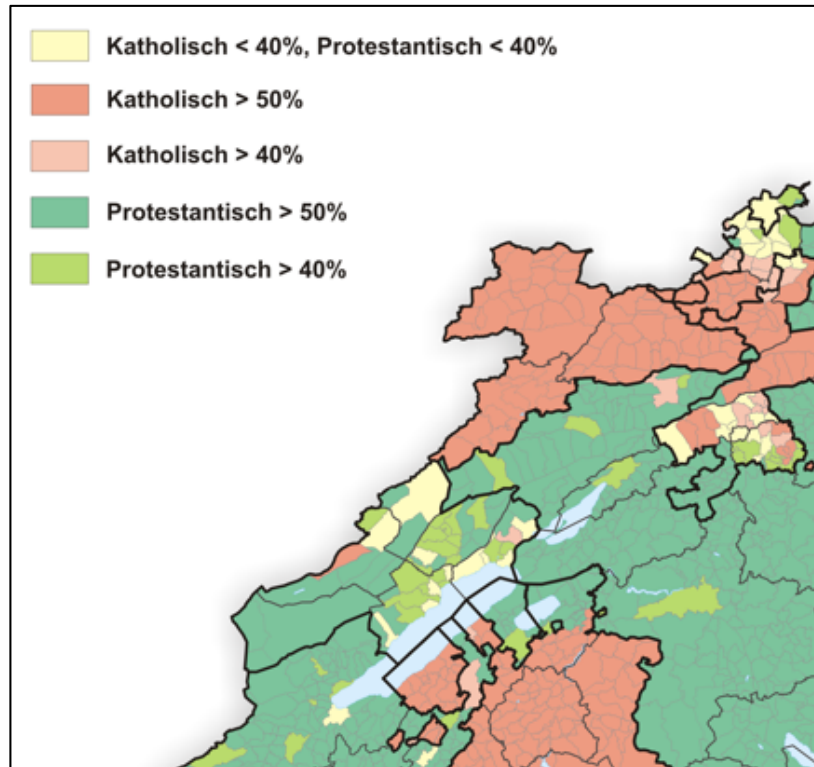 Katholisch < 40%, Protestantisch < 40%
Katholisch > 50%
Katholisch > 40%
Protestantisch > 50%
Protestantisch > 40%